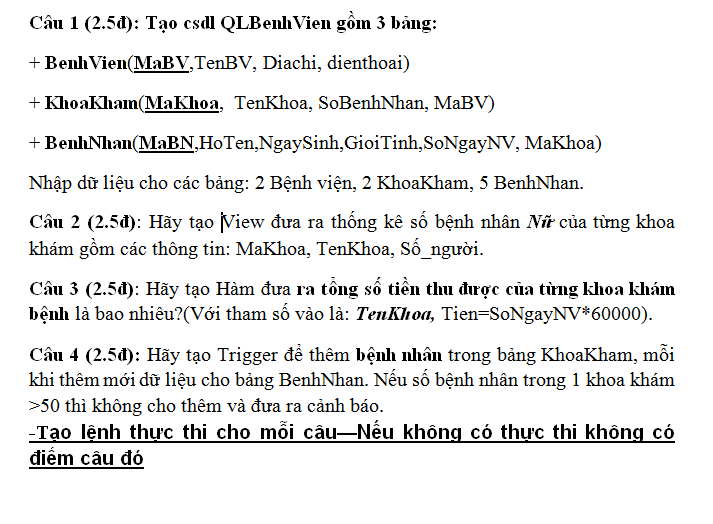 Câu 1 (2.5đ): Tạo csdl QLBenhVien gồm 3 bảng:
+ BenhVien(MaBV,TenBV, Diachi, dienthoai)
+ KhoaKham(MaKhoa, TenKhoa, SoBenhNhan, MaBV)
+ BenhNhan(MaBN,HoTen,NgaySinh,GioiTinh,SoNgayNV, MaKhoa)
Nhập dữ liệu cho các bảng: 2 Bệnh viện, 2 KhoaKham, 5 BenhNhan.
Câu 2 (2.5đ): Hãy tạo View đưa ra thống kê số bệnh nhân Nữ của từng khoa
khám gồm các thông tin: MaKhoa, TenKhoa, Số_người.
Câu 3 (2.5đ): Hãy tạo Hàm đưa ra tổng số tiền thu được của từng khoa khám
bệnh là bao nhiêu?(Với tham số vào là: TenKhoa, Tien=SoNgayNV*60000).
Câu 4 (2.5đ): Hãy tạo Trigger để thêm bệnh nhân trong bảng KhoaKham, mỗi
khi thêm mới dữ liệu cho bảng BenhNhan. Nếu số bệnh nhân trong 1 khoa khám
>50 thì không cho thêm và đưa ra cảnh báo.
-Tạo lệnh thực thi cho mỗi câu—Nếu không có thực thi không có
điểm câu đó